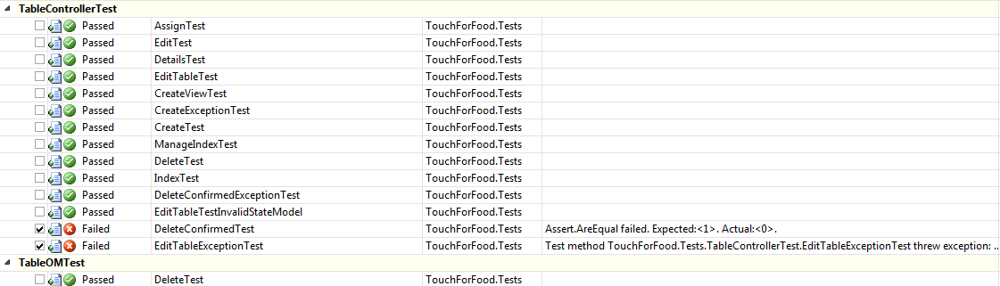 TableControllerTest
Passed AssignTest TouchForFood.Tests
Passed EditTest TouchForFood.Tests
Passed DetailsTest TouchForFood.Tests
Passed EditTableTest TouchForFood.Tests
Passed CreateViewTest TouchForFood.Tests
Passed CreateExceptionTest TouchForFood.Tests
Passed CreateTest TouchForFood.Tests
Passed ManageIndexTest TouchForFood.Tests
Passed DeleteTest TouchForFood.Tests
Passed IndexTest TouchForFood.Tests
Passed DeleteConfirmedExceptionTest TouchForFood.Tests
Passed EditTableTestInvalidStateModel TouchForFood.Tests
Failed DeleteConfirmedTest TouchForFood.Tests Assert.AreEqual failed. Expected:<1>. Actual:<0>.
Failed EditTableExceptionTest TouchForFood.Tests Test method TouchForFood.Tests.TableControllerTest.EditTableExceptionTest threw exception: ...
TableOMTest
Passed DeleteTest TouchForFood.Tests